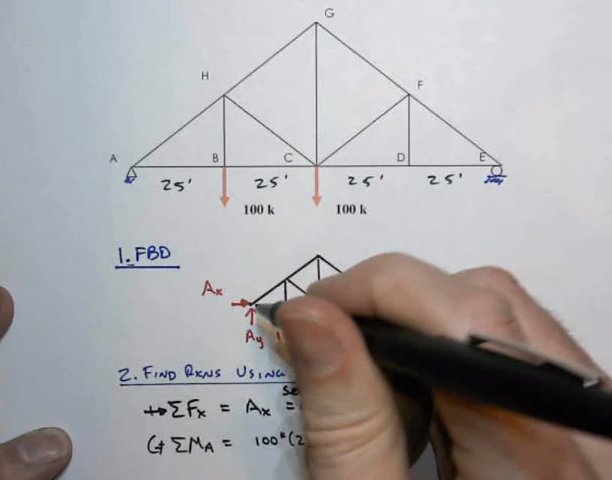 G
H
F
A
B
C
D
E
25' 25' 25' 25'
100 k 100 k
1. FBD
Ax
Ay
2. FIND RXNS USING
→+ ΣFx = Ax =
(+ ΣMA = 100k(2